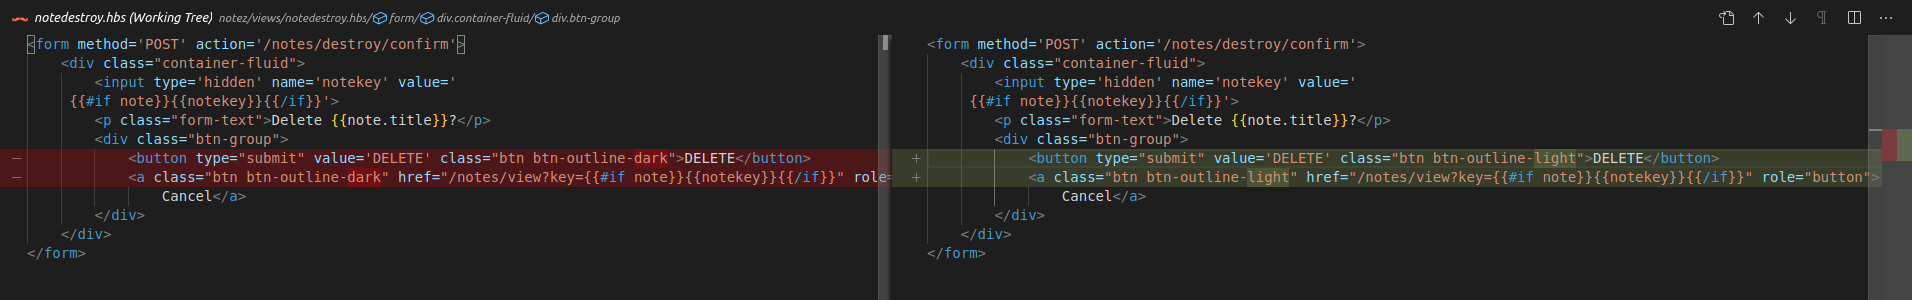 notedestroy.hbs (Working Tree) notez/views/notedestroy.hbs/form/div.container-fluid/div.btn-group
<form method='POST' action='/notes/destroy/confirm'>
<div class="container-fluid">
<input type='hidden' name='notekey' value='
{{#if note}}{{notekey}}{{/if}}'>
<p class="form-text">Delete {{note.title}}?</p>
<div class="btn-group">
— <button type="submit" value='DELETE' class="btn btn-outline-dark">DELETE</button>
— <a class="btn btn-outline-dark" href="/notes/view?key={{#if note}}{{notekey}}{{/if}}" role=
Cancel</a>
</div>
</div>
</form>
<form method='POST' action='/notes/destroy/confirm'>
<div class="container-fluid">
<input type='hidden' name='notekey' value='
{{#if note}}{{notekey}}{{/if}}'>
<p class="form-text">Delete {{note.title}}?</p>
<div class="btn-group">
+ <button type="submit" value='DELETE' class="btn btn-outline-light">DELETE</button>
+ <a class="btn btn-outline-light" href="/notes/view?key={{#if note}}{{notekey}}{{/if}}" role="button">
Cancel</a>
</div>
</div>
</form>